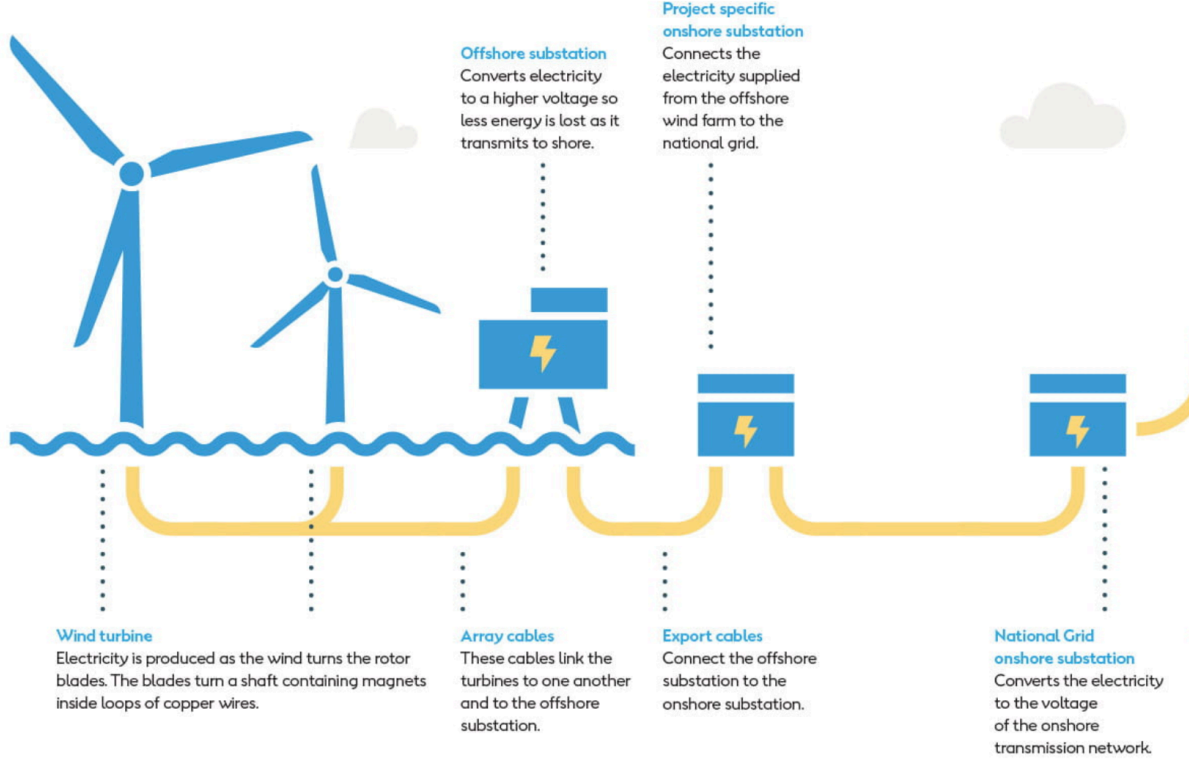 Project specific
onshore substation
Connects the
electricity supplied
from the offshore
wind farm to the
national grid.
Offshore substation
Converts electricity
to a higher voltage so
less energy is lost as it
transmits to shore.
Wind turbine
Electricity is produced as the wind turns the rotor
blades. The blades turn a shaft containing magnets
inside loops of copper wires.
Array cables
These cables link the
turbines to one another
and to the offshore
substation.
Export cables
Connect the offshore
substation to the
onshore substation.
National Grid
onshore substation
Converts the electricity
to the voltage
of the onshore
transmission network.